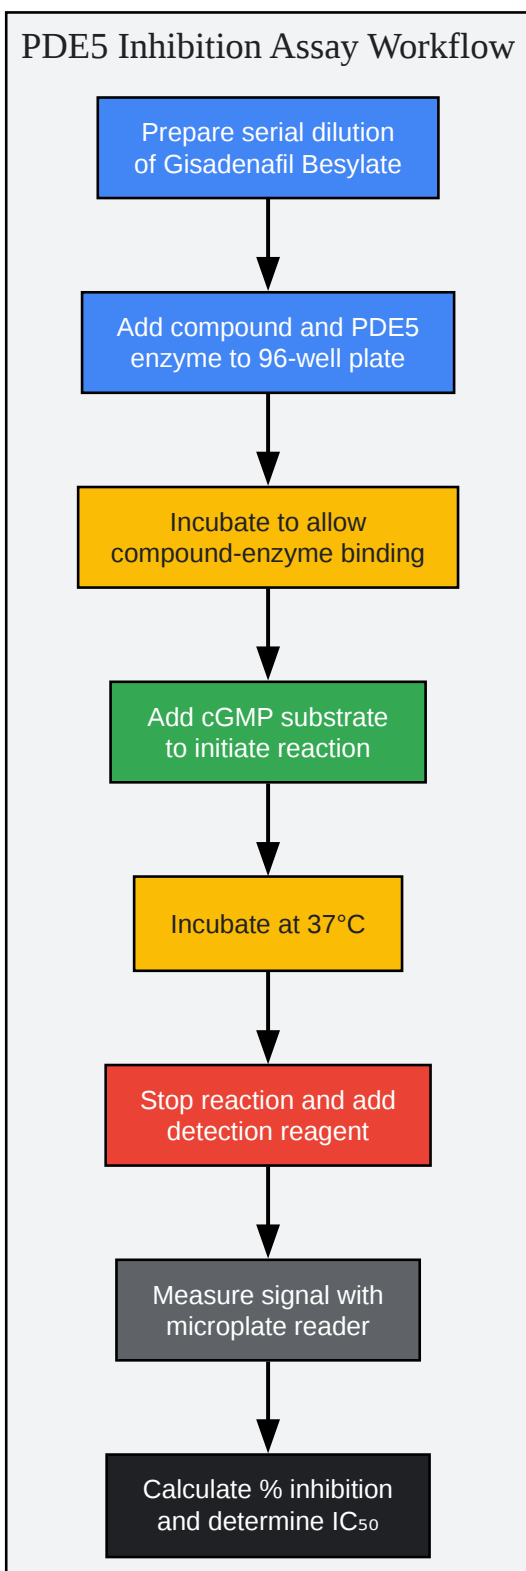 PDE5 Inhibition Assay Workflow
Prepare serial dilution
of Gisadenafil Besylate
Add compound and PDE5
enzyme to 96-well plate
Incubate to allow
compound-enzyme binding
Add cGMP substrate
to initiate reaction
Incubate at 37°C
Stop reaction and add
detection reagent
Measure signal with
microplate reader
Calculate % inhibition
and determine IC₅₀